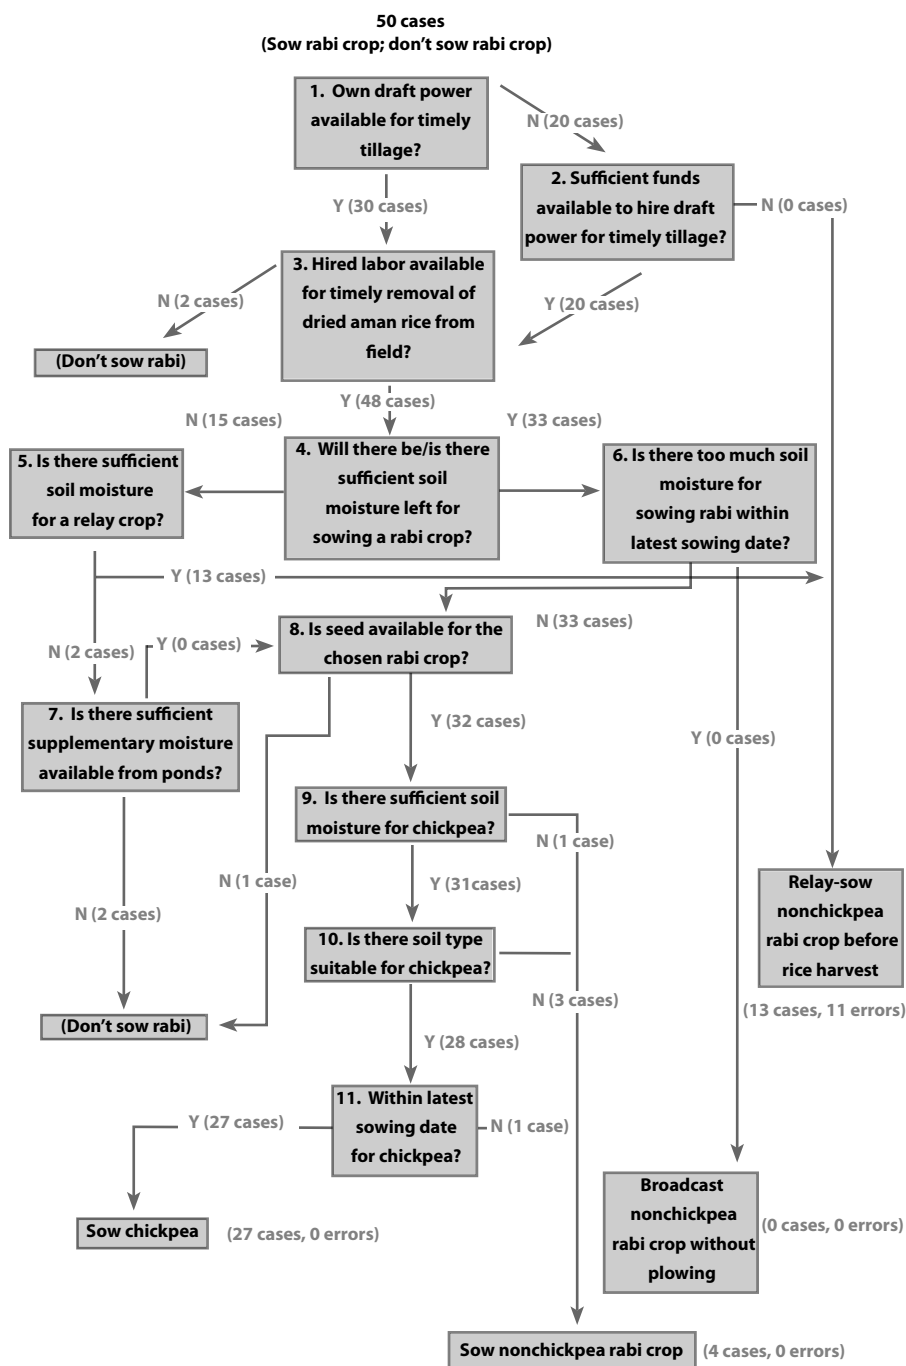 50 cases
(Sow rabi crop; don't sow rabi crop)
1. Own draft power
available for timely
tillage?
N (20 cases)
2. Sufficient funds
available to hire draft
power for timely tillage?
N (0 cases)
Y (30 cases)
3. Hired labor available
for timely removal of
dried aman rice from
field?
N (2 cases)
Y (20 cases)
(Don't sow rabi)
Y (48 cases)
N (15 cases)
Y (33 cases)
5. Is there sufficient
soil moisture
for a relay crop?
4. Will there be/is there
sufficient soil
moisture left for
sowing a rabi crop?
6. Is there too much soil
moisture for
sowing rabi within
latest sowing date?
Y (13 cases)
N (33 cases)
8. Is seed available for the
chosen rabi crop?
N (2 cases)
Y (0 cases)
7. Is there sufficient
supplementary moisture
available from ponds?
Y (32 cases)
Y (0 cases)
9. Is there sufficient soil
moisture for chickpea?
N (1 case)
N (1 case)
Y (31cases)
N (2 cases)
Relay-sow
nonchickpea
rabi crop before
rice harvest
10. Is there soil type
suitable for chickpea?
N (3 cases)
(13 cases, 11 errors)
(Don't sow rabi)
Y (28 cases)
11. Within latest
sowing date
for chickpea?
Y (27 cases)
N (1 case)
Sow chickpea
(27 cases, 0 errors)
Broadcast
nonchickpea
rabi crop without
plowing
(0 cases, 0 errors)
Sow nonchickpea rabi crop
(4 cases, 0 errors)